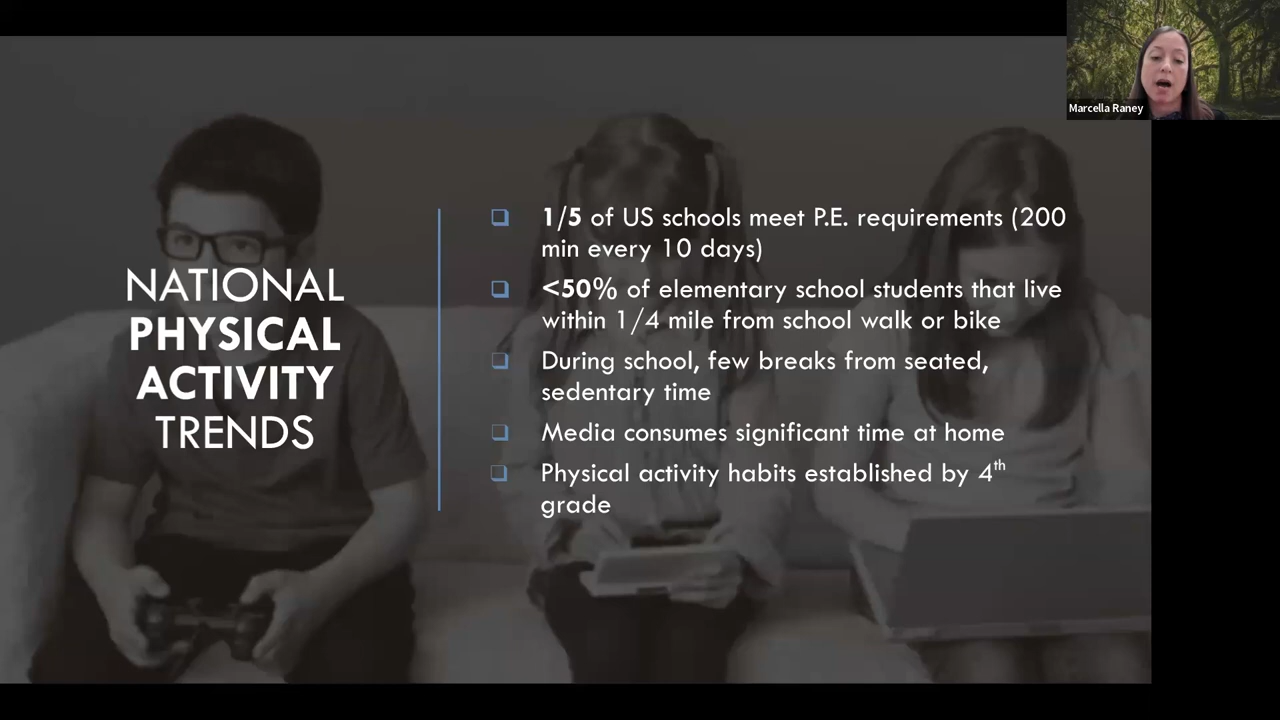 Marcella Raney
NATIONAL
PHYSICAL
ACTIVITY
TRENDS
1/5 of US schools meet P.E. requirements (200
min every 10 days)
<50% of elementary school students that live
within 1/4 mile from school walk or bike
During school, few breaks from seated,
sedentary time
Media consumes significant time at home
Physical activity habits established by 4th
grade